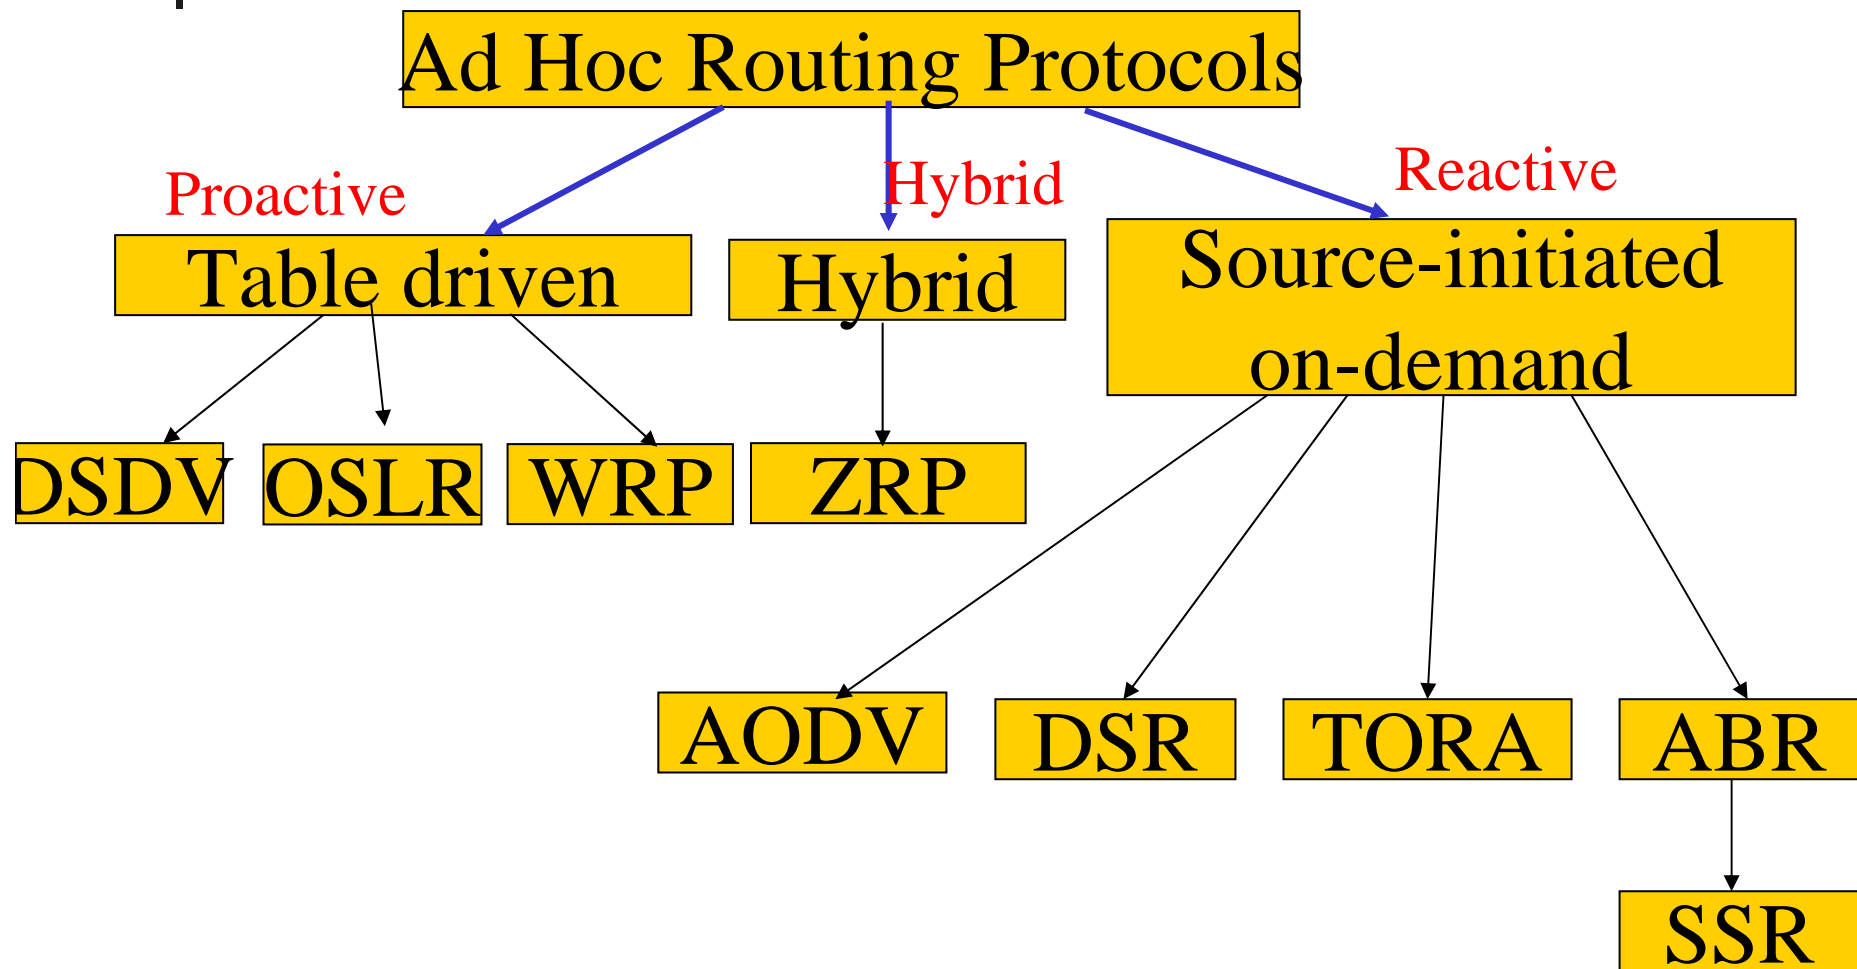 Ad Hoc Routing Protocols
Proactive
Hybrid
Reactive
Table driven
Hybrid
Source-initiated
on-demand
DSDV
OSLR
WRP
ZRP
AODV
DSR
TORA
ABR
SSR